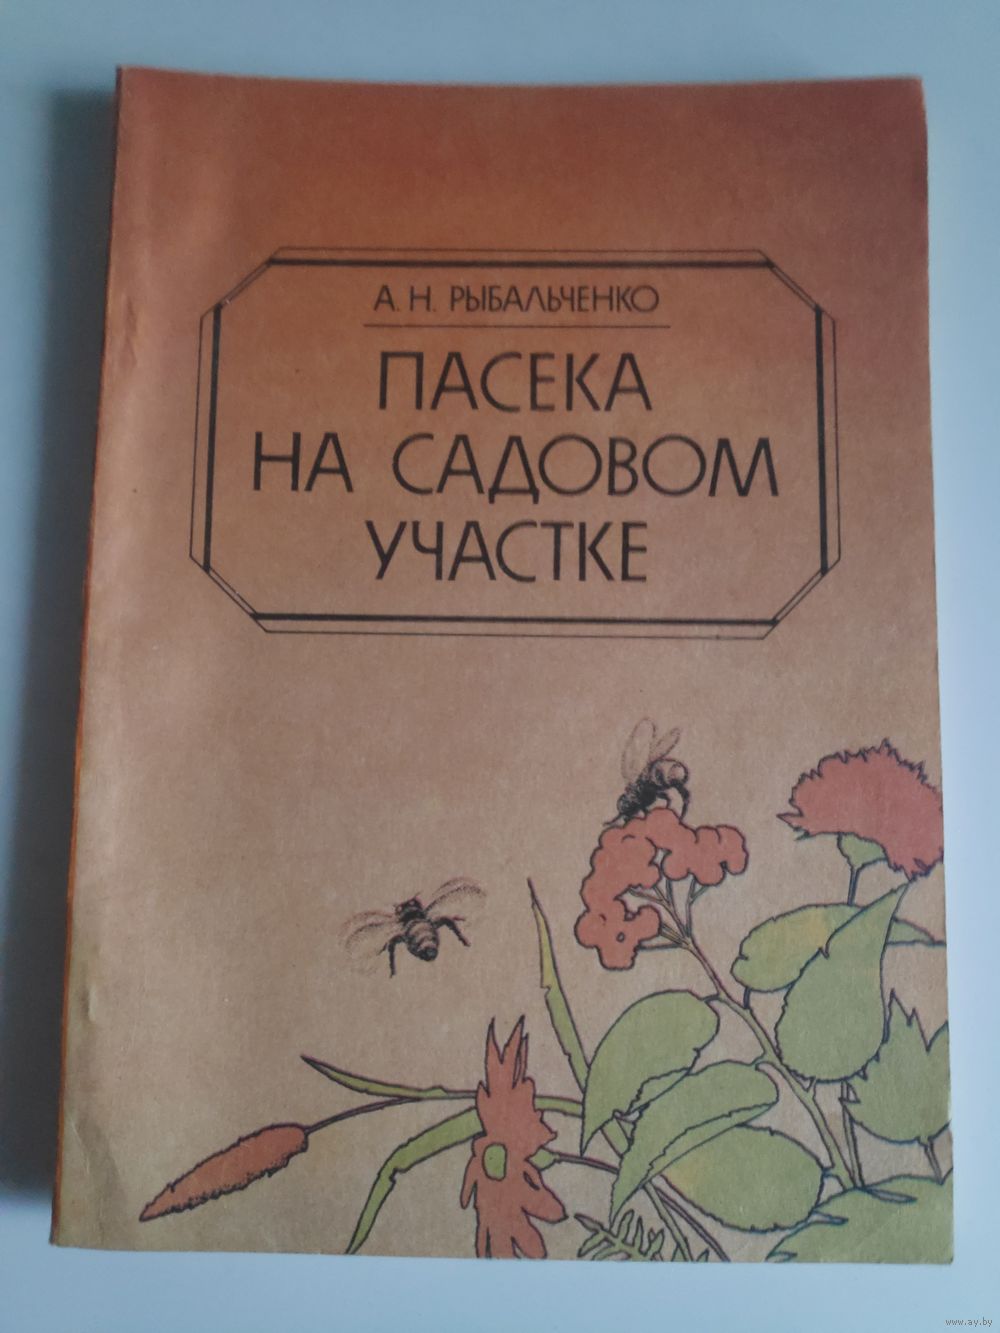 А. Н. РЫБАЛЬЧЕНКО
ПАСЕКА
НА САДОВОМ
УЧАСТКЕ
www.ay.by